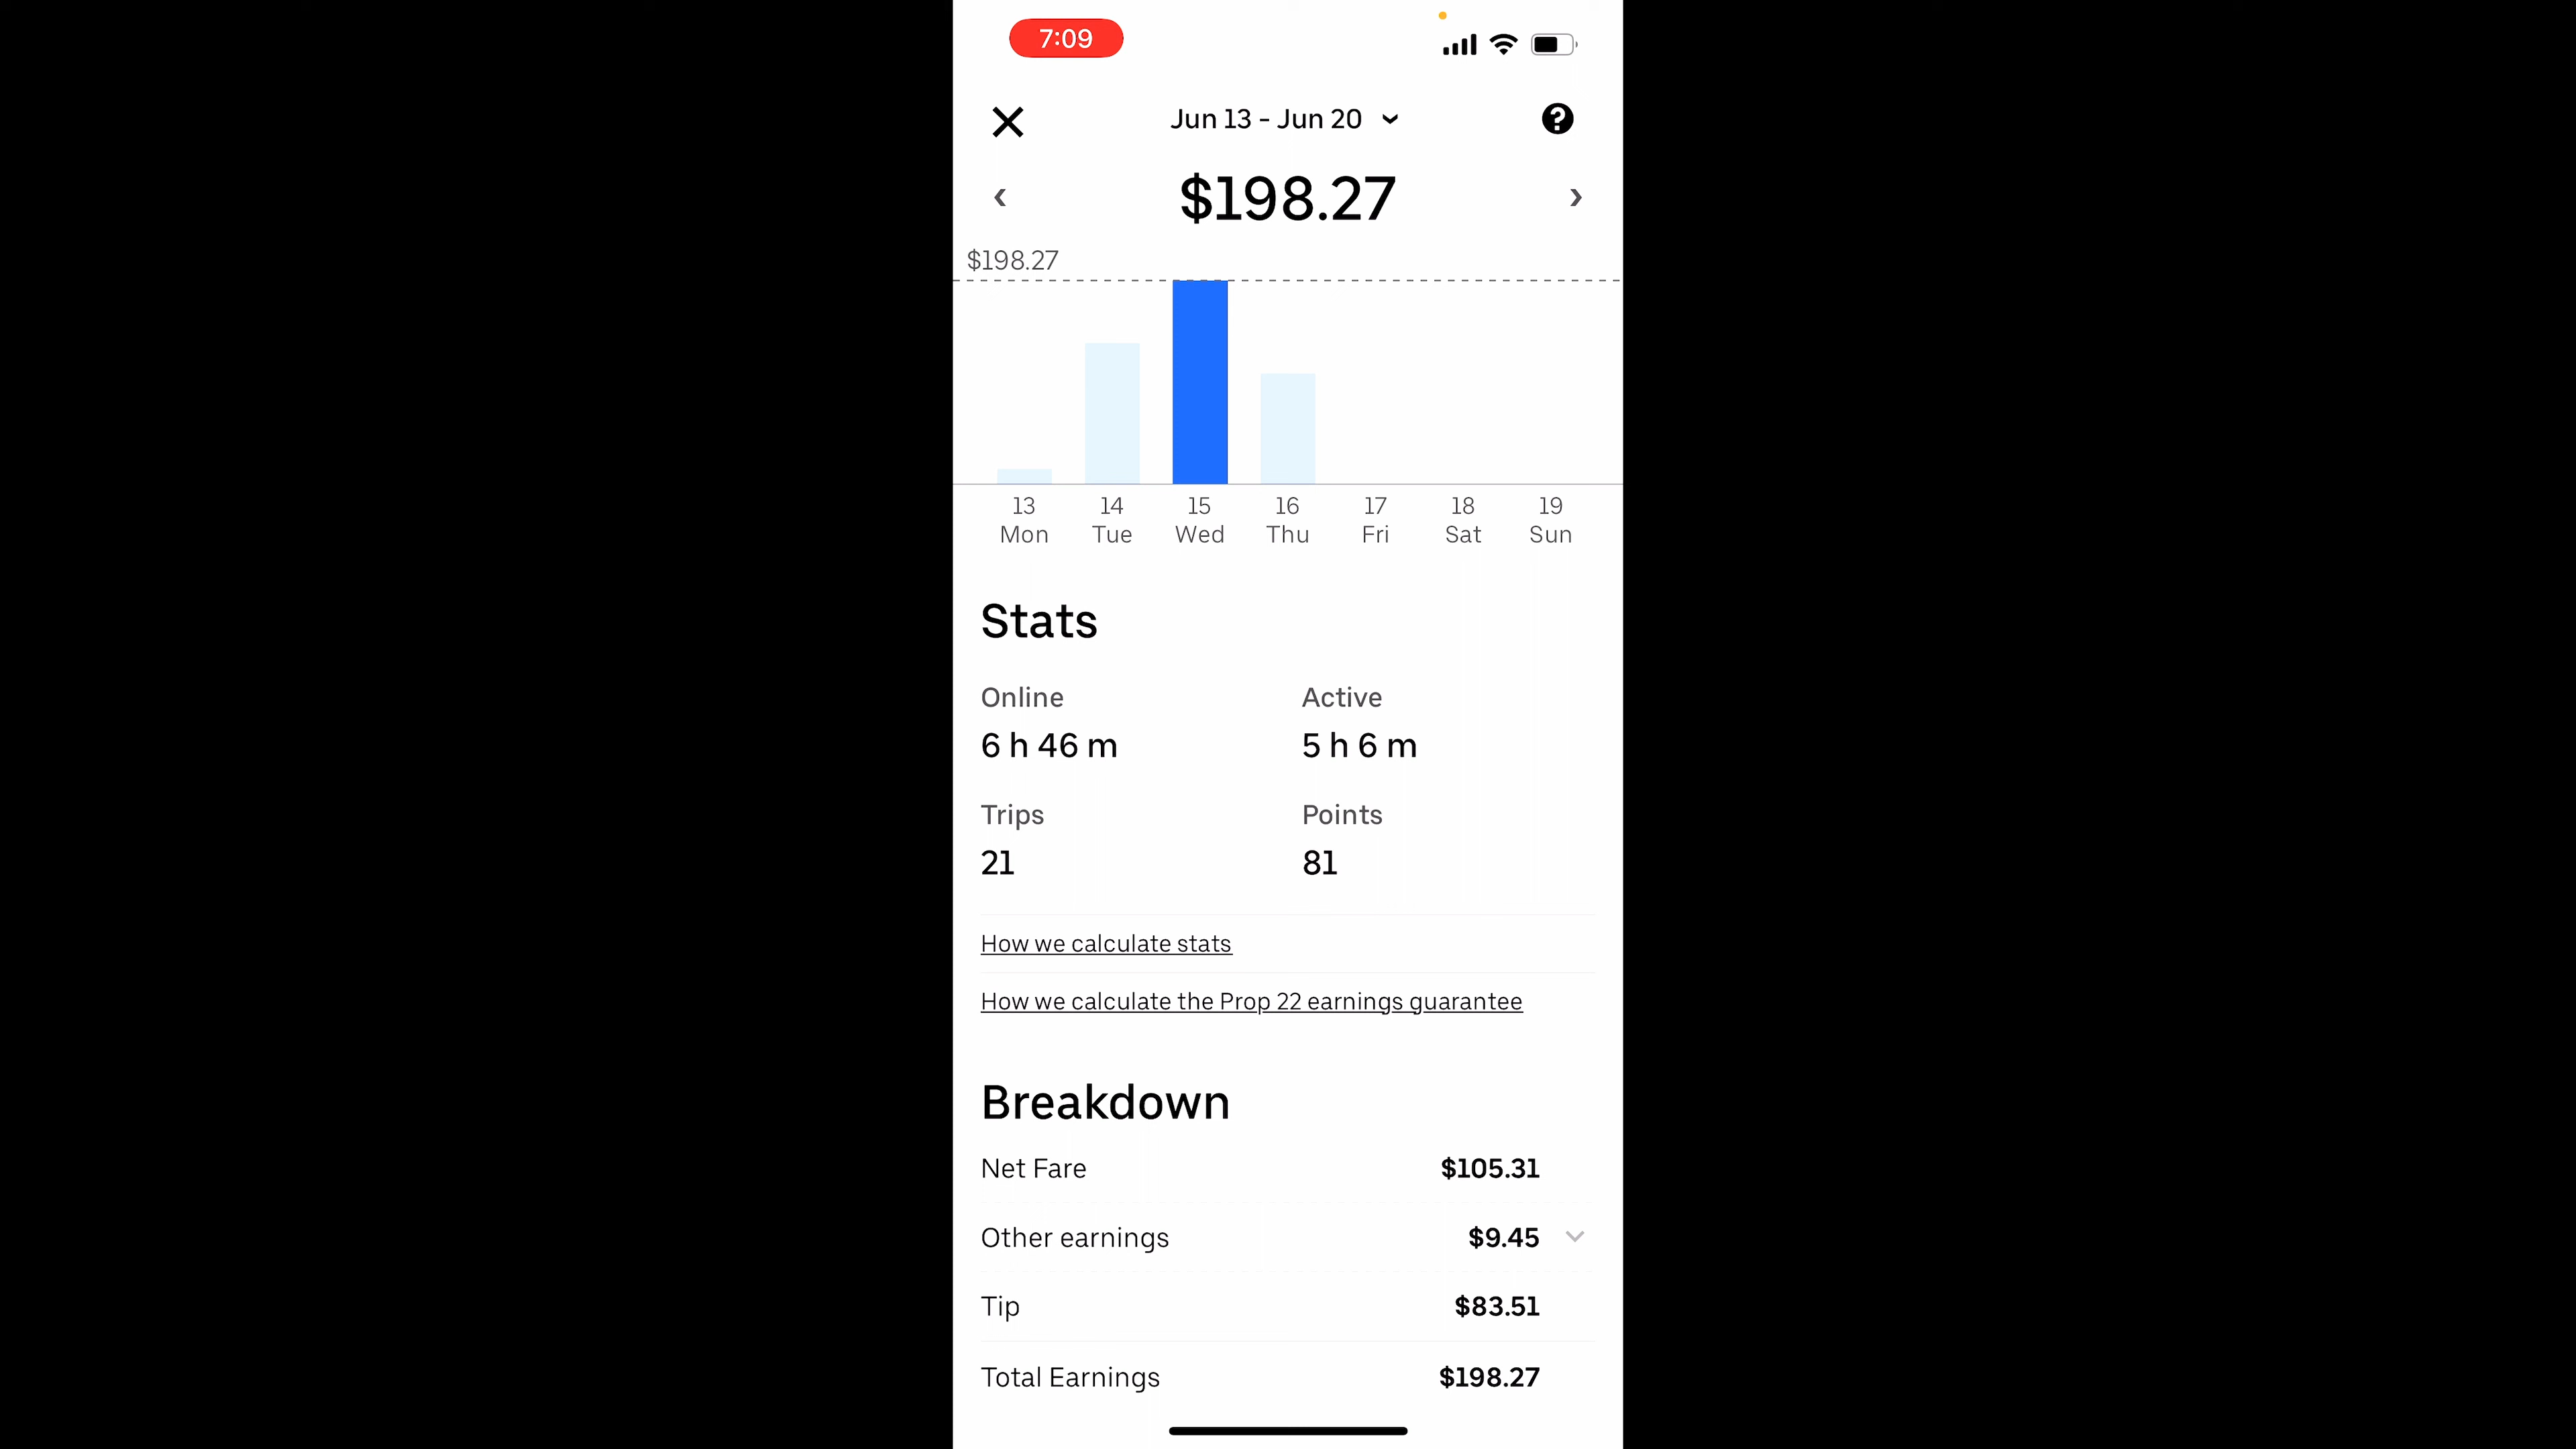 7:09
Jun 13 - Jun 20
$198.27
$198.27
13 14 15 16 17 18 19
Mon Tue Wed Thu Fri Sat Sun
Stats
Online Active
6 h 46 m 5 h 6 m
Trips Points
21 81
How we calculate stats
How we calculate the Prop 22 earnings guarantee
Breakdown
Net Fare $105.31
Other earnings $9.45
Tip $83.51
Total Earnings $198.27